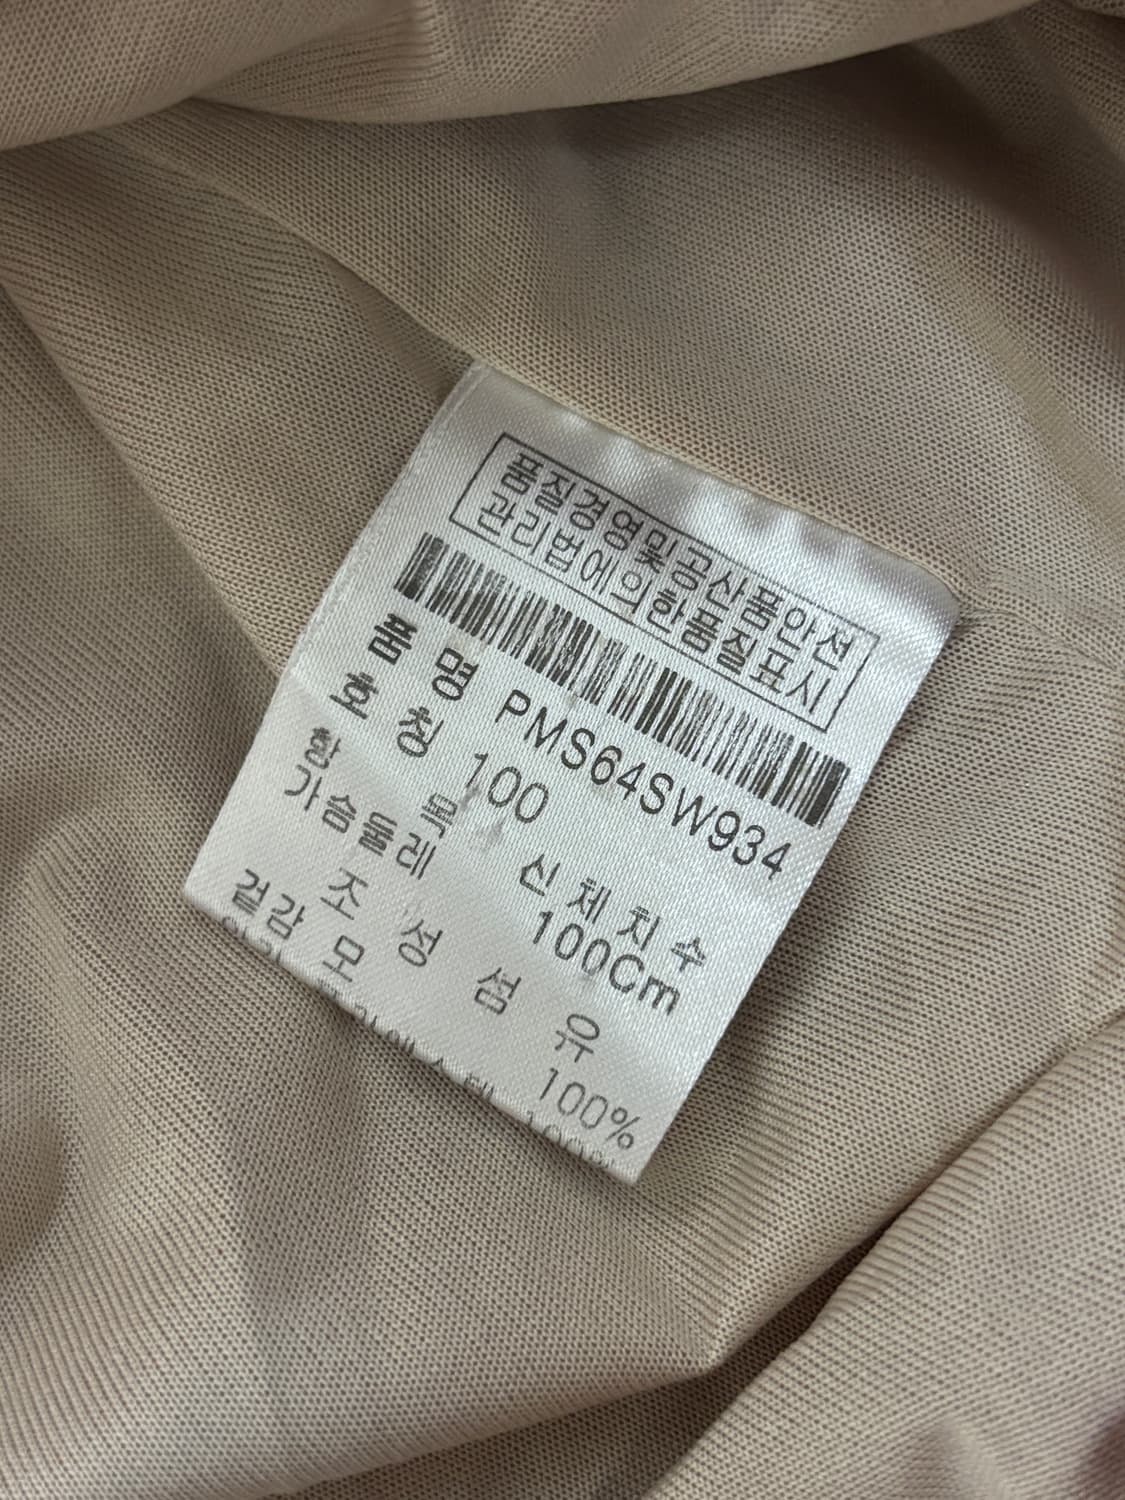 품질경영및공산품안전
관리법에의한품질표시
품 명 PMS64SW934
호 칭 100
항 목 신 체 치 수
가슴둘레 100Cm
조 성 섬 유
겉감 모 100%